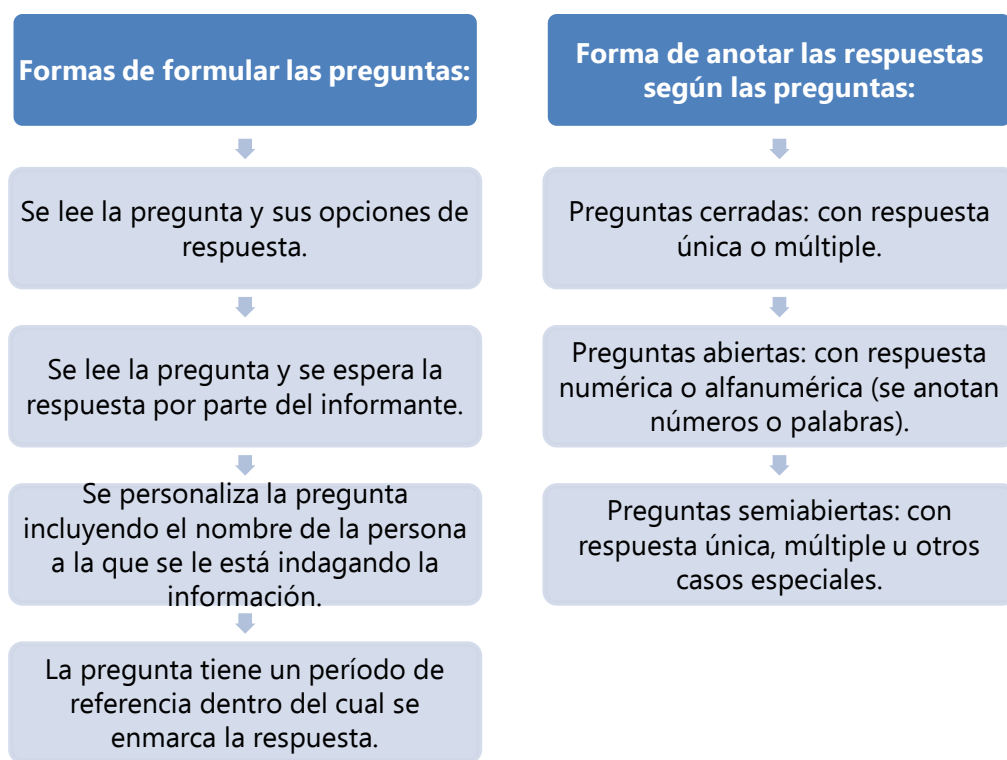 Formas de formular las preguntas:
Se lee la pregunta y sus opciones de
respuesta.
Se lee la pregunta y se espera la
respuesta por parte del informante.
Se personaliza la pregunta
incluyendo el nombre de la persona
a la que se le está indagando la
información.
La pregunta tiene un período de
referencia dentro del cual se
enmarca la respuesta.
Forma de anotar las respuestas
según las preguntas:
Preguntas cerradas: con respuesta
única o múltiple.
Preguntas abiertas: con respuesta
numérica o alfanumérica (se anotan
números o palabras).
Preguntas semiabiertas: con
respuesta única, múltiple u otros
casos especiales.